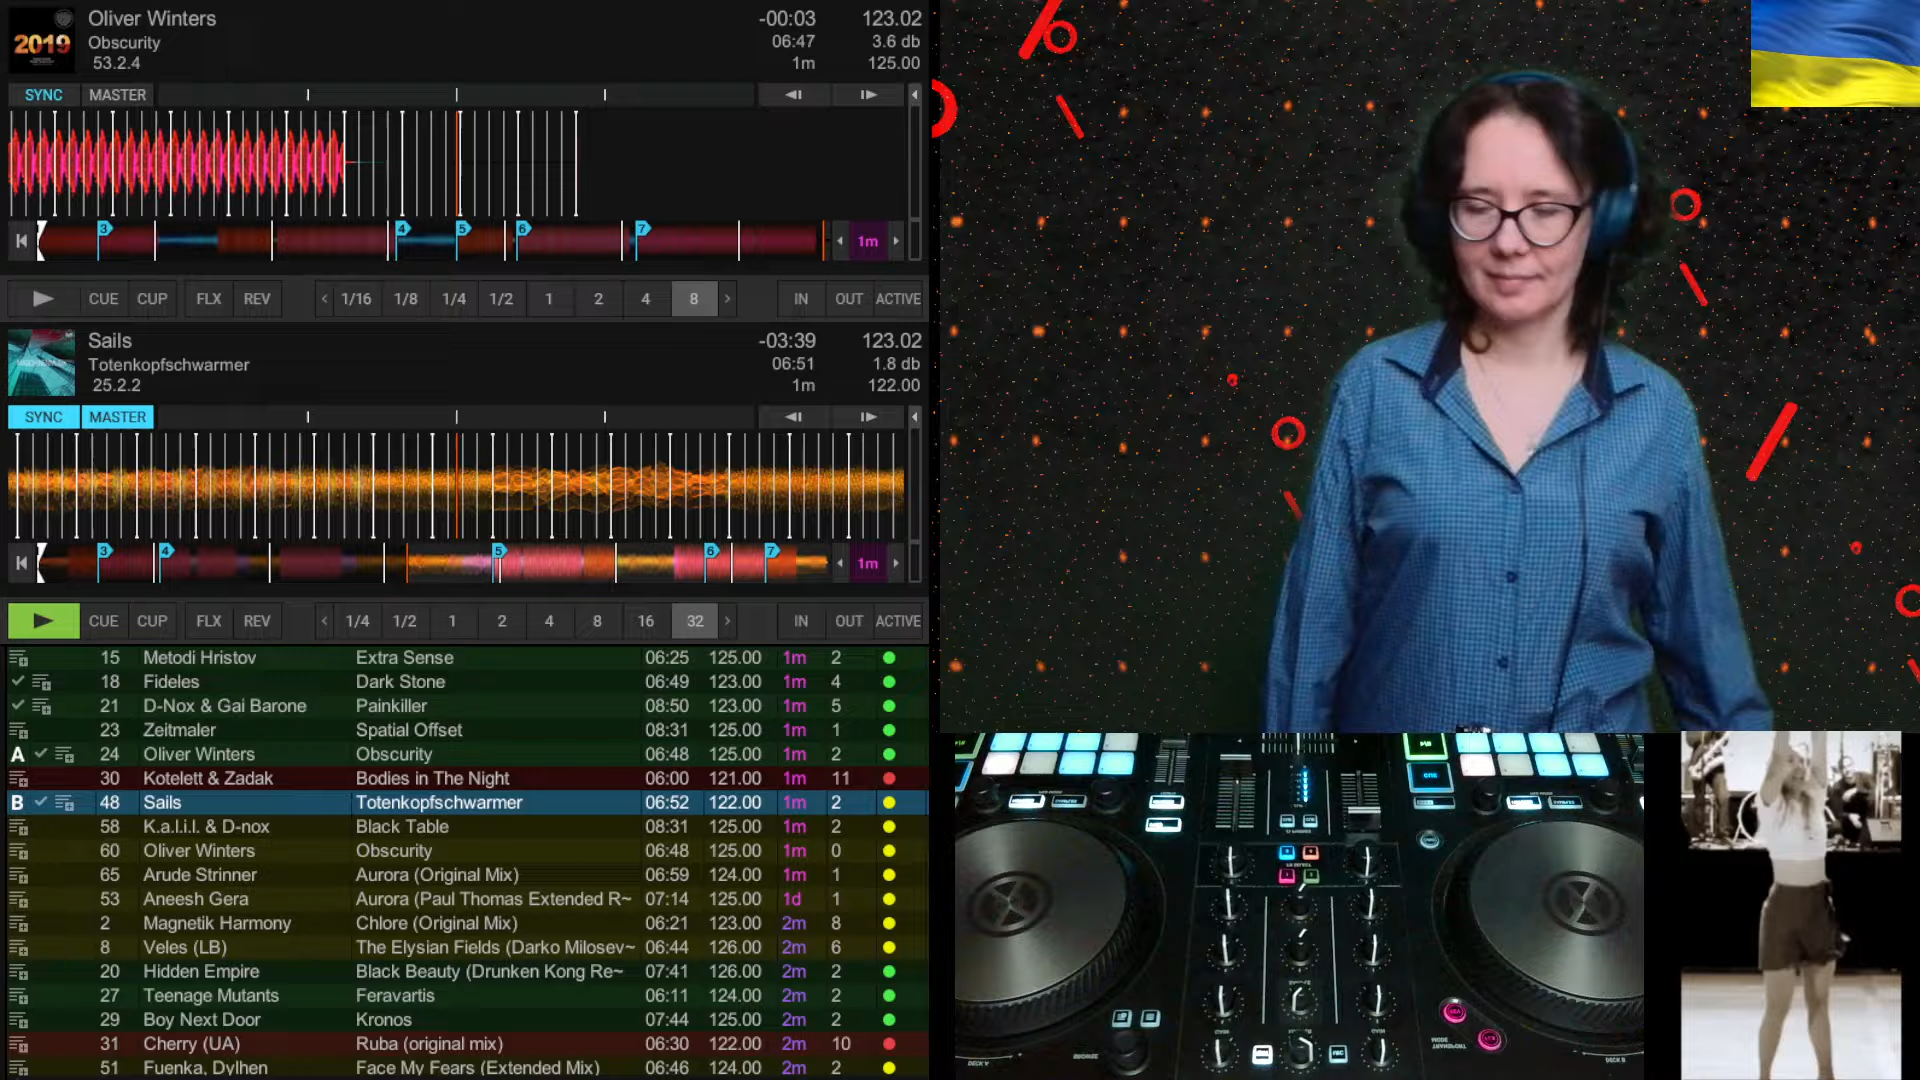 2019
Oliver Winters
-00:03
123.02
Obscurity
06:47
3.6 db
53.2.4
1m
125.00
SYNC MASTER
3 4 5 6 7
1m
CUE CUP FLX REV 1/16 1/8 1/4 1/2 1 2 4 8 IN OUT ACTIVE
Sails
-03:39
123.02
Totenkopfschwarmer
06:51
1.8 db
25.2.2
1m
122.00
SYNC MASTER
3 4 5 6 7
1m
CUE CUP FLX REV 1/4 1/2 1 2 4 8 16 32 IN OUT ACTIVE
15 Metodi Hristov Extra Sense 06:25 125.00 1m 2
18 Fideles Dark Stone 06:49 123.00 1m 4
21 D-Nox & Gai Barone Painkiller 08:50 123.00 1m 5
23 Zeitmaler Spatial Offset 08:31 125.00 1m 1
A 24 Oliver Winters Obscurity 06:48 125.00 1m 2
30 Kotelett & Zadak Bodies in The Night 06:00 121.00 1m 11
B 48 Sails Totenkopfschwarmer 06:52 122.00 1m 2
58 K.a.l.i.l. & D-nox Black Table 08:31 125.00 1m 2
60 Oliver Winters Obscurity 06:48 125.00 1m 0
65 Arude Strinner Aurora (Original Mix) 06:59 124.00 1m 1
53 Aneesh Gera Aurora (Paul Thomas Extended R~ 07:14 125.00 1d 1
2 Magnetik Harmony Chlore (Original Mix) 06:21 123.00 2m 8
8 Veles (LB) The Elysian Fields (Darko Milosev~ 06:44 126.00 2m 6
20 Hidden Empire Black Beauty (Drunken Kong Re~ 07:41 126.00 2m 2
27 Teenage Mutants Feravartis 06:11 124.00 2m 2
29 Boy Next Door Kronos 07:44 125.00 2m 2
31 Cherry (UA) Ruba (original mix) 06:30 122.00 2m 10
51 Fuenka, Dylhen Face My Fears (Extended Mix) 06:46 124.00 2m 2